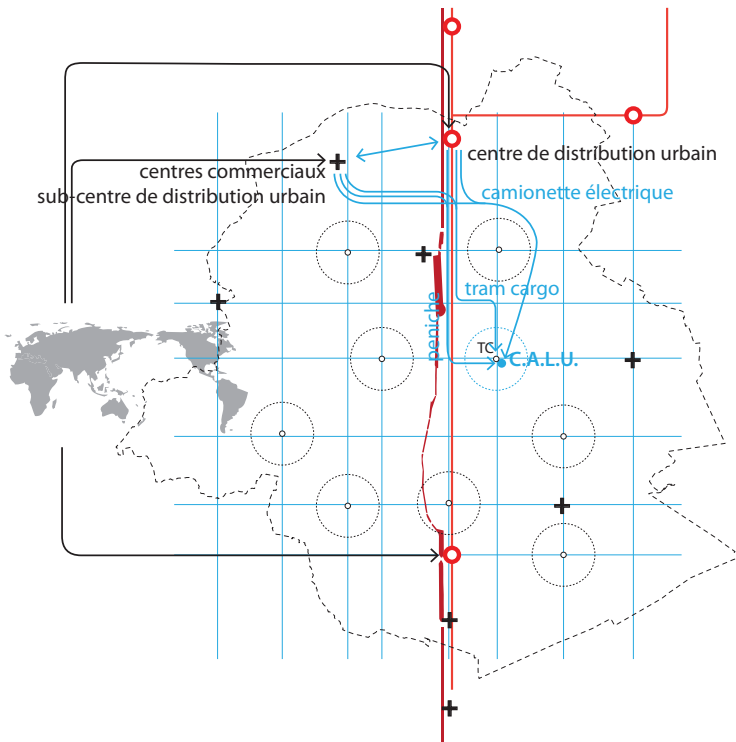 centre de distribution urbain
centres commerciaux
sub-centre de distribution urbain
camionette électrique
tram cargo
peniche
TC
C.A.L.U.